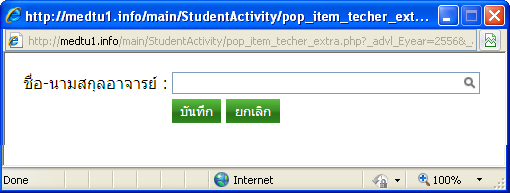 http://medtu1.info/main/StudentActivity/pop_item_techer_ext...
http://medtu1.info/main/StudentActivity/pop_item_techer_extra.php?_advl_Eyear=2556&_
ชื่อ-นามสกุลอาจารย์ :
บันทึก ยกเลิก
Done Internet 100%